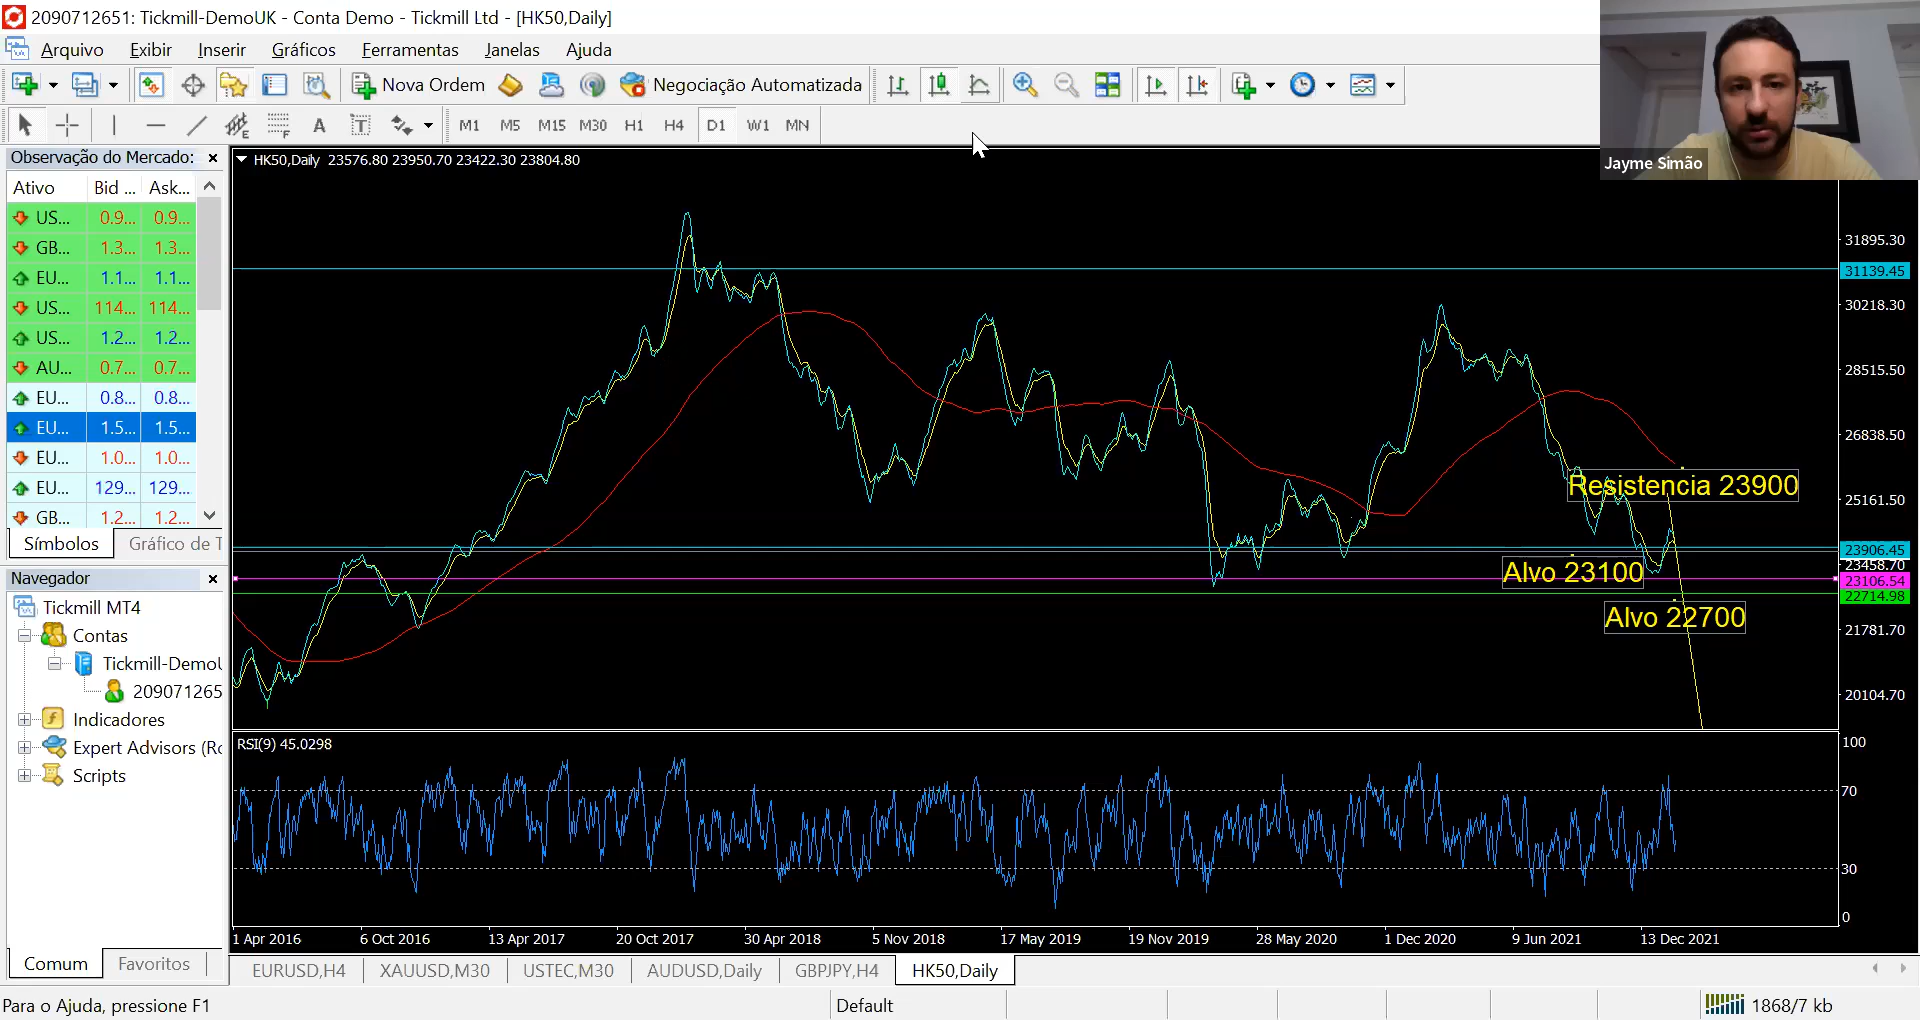 2090712651: Tickmill-DemoUK - Conta Demo - Tickmill Ltd - [HK50,Daily]
Arquivo Exibir Inserir Gráficos Ferramentas Janelas Ajuda
Nova Ordem Negociação Automatizada
A T M1 M5 M15 M30 H1 H4 D1 W1 MN
Jayme Simão
Observação do Mercado:
Ativo Bid ... Ask...
US... 0.9... 0.9...
GB... 1.3... 1.3...
EU... 1.1... 1.1...
US... 114... 114...
US... 1.2... 1.2...
AU... 0.7... 0.7...
EU... 0.8... 0.8...
EU... 1.5... 1.5...
EU... 1.0... 1.0...
EU... 129... 129...
GB... 1.2... 1.2...
Símbolos Gráfico de T
Navegador
Tickmill MT4
Contas
Tickmill-DemoU
209071265
Indicadores
Expert Advisors (Ro
Scripts
Comum Favoritos
HK50,Daily 23576.80 23950.70 23422.30 23804.80
31895.30
31139.45
30218.30
28515.50
26838.50
25161.50
23906.45
23458.70
23106.54
22714.98
21781.70
20104.70
Resistencia 23900
Alvo 23100
Alvo 22700
RSI(9) 45.0298
100
70
30
0
1 Apr 2016 6 Oct 2016 13 Apr 2017 20 Oct 2017 30 Apr 2018 5 Nov 2018 17 May 2019 19 Nov 2019 28 May 2020 1 Dec 2020 9 Jun 2021 13 Dec 2021
EURUSD,H4 XAUUSD,M30 USTEC,M30 AUDUSD,Daily GBPJPY,H4 HK50,Daily
Para o Ajuda, pressione F1 Default 1868/7 kb